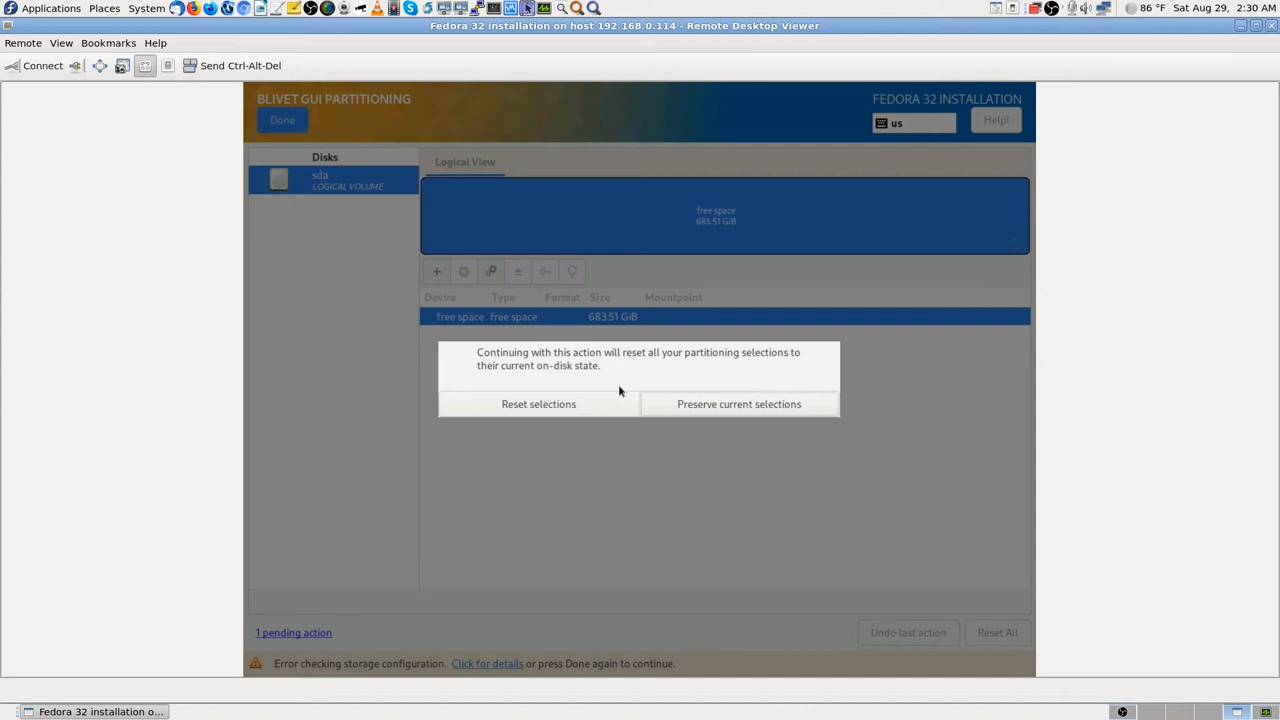 Applications Places System
86 °F Sat Aug 29, 2:30 AM
Fedora 32 installation on host 192.168.0.114 - Remote Desktop Viewer
Remote View Bookmarks Help
Connect Send Ctrl-Alt-Del
BLIVET GUI PARTITIONING
FEDORA 32 INSTALLATION
Done
us
Help!
Disks
Logical View
sda
LOGICAL VOLUME
free space
683.51 GiB
Device Type Format Size Mountpoint
free space free space 683.51 GiB
Continuing with this action will reset all your partitioning selections to
their current on-disk state.
Reset selections
Preserve current selections
1 pending action
Undo last action
Reset All
Error checking storage configuration. Click for details or press Done again to continue.
Fedora 32 installation o...